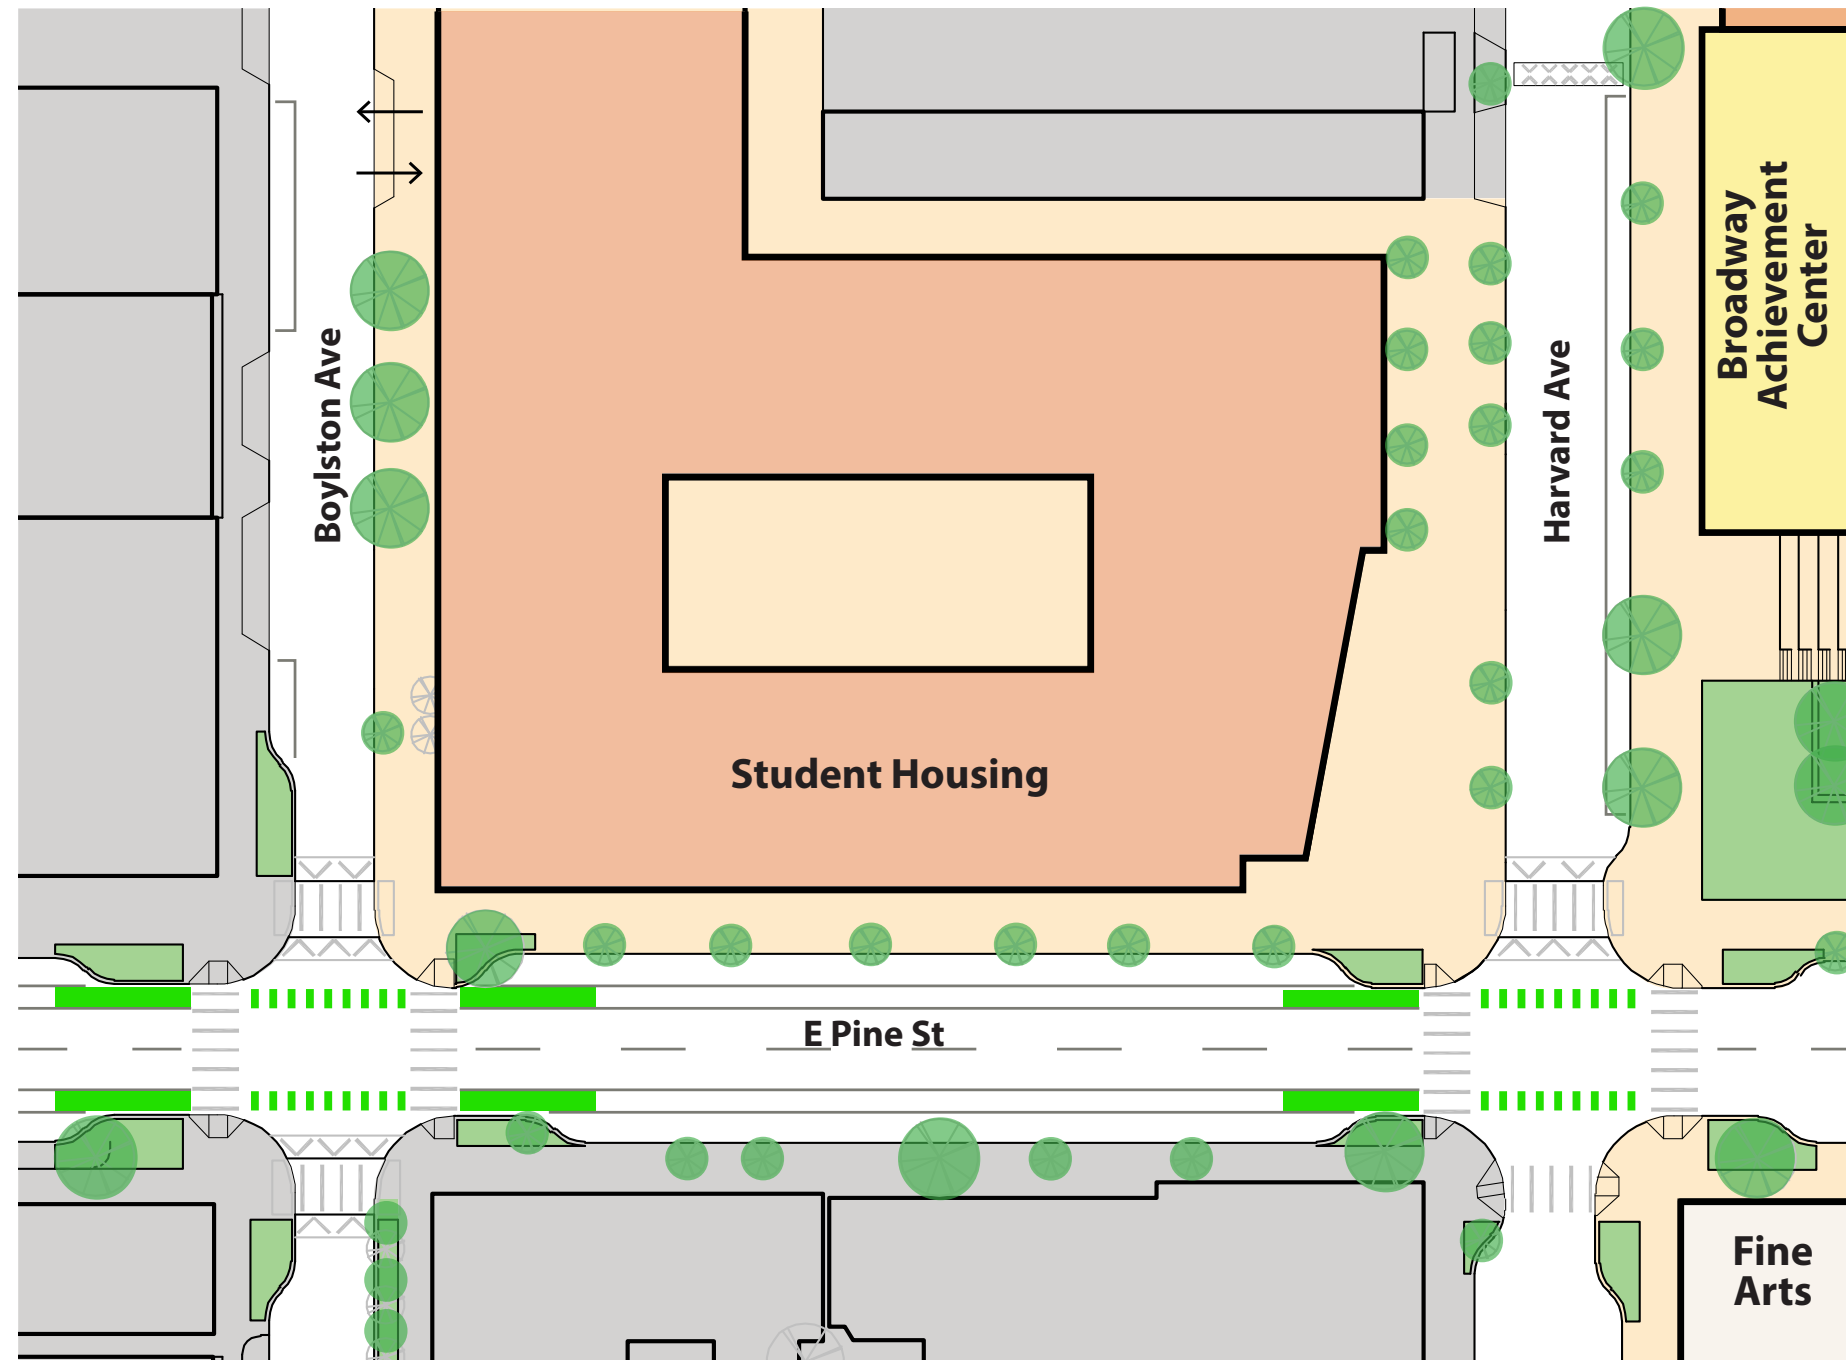 Boylston Ave
Harvard Ave
Broadway
Achievement
Center
Student Housing
E Pine St
Fine
Arts